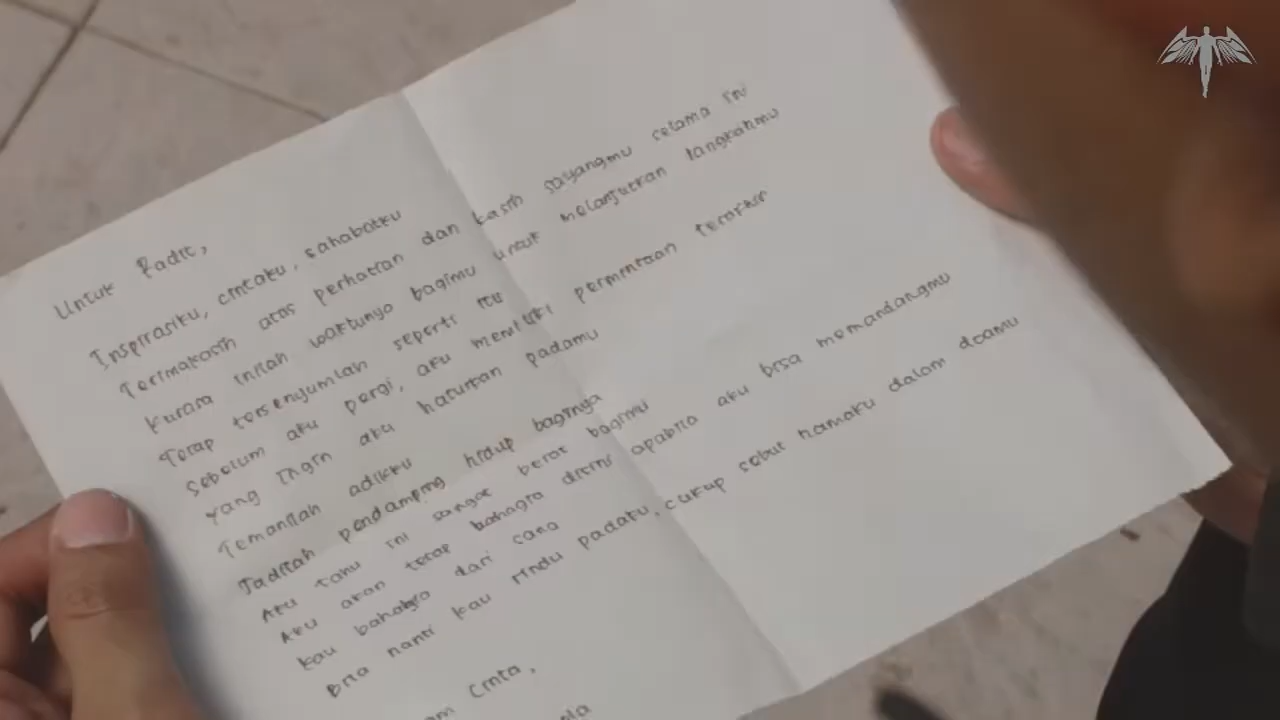 Untuk Radit,
Inspirasiku, cintaku, sahabatku
Terimakasih atas perhatian dan kasih sayangmu selama ini
Kurasa inilah waktunya bagimu untuk melanjutkan langkahmu
Tetap tersenyumlah seperti itu
Sebelum aku pergi, aku memiliki permintaan terakhir
yang ingin aku haturkan padamu
Temanilah adikku
Jadilah pendamping hidup baginya
Aku tahu ini sangat berat bagimu
Aku akan tetap bahagia disini apabila aku bisa memandangmu
kau bahagia dari sana
Bila nanti kau rindu padaku, cukup sebut namaku dalam doamu
Cinta,